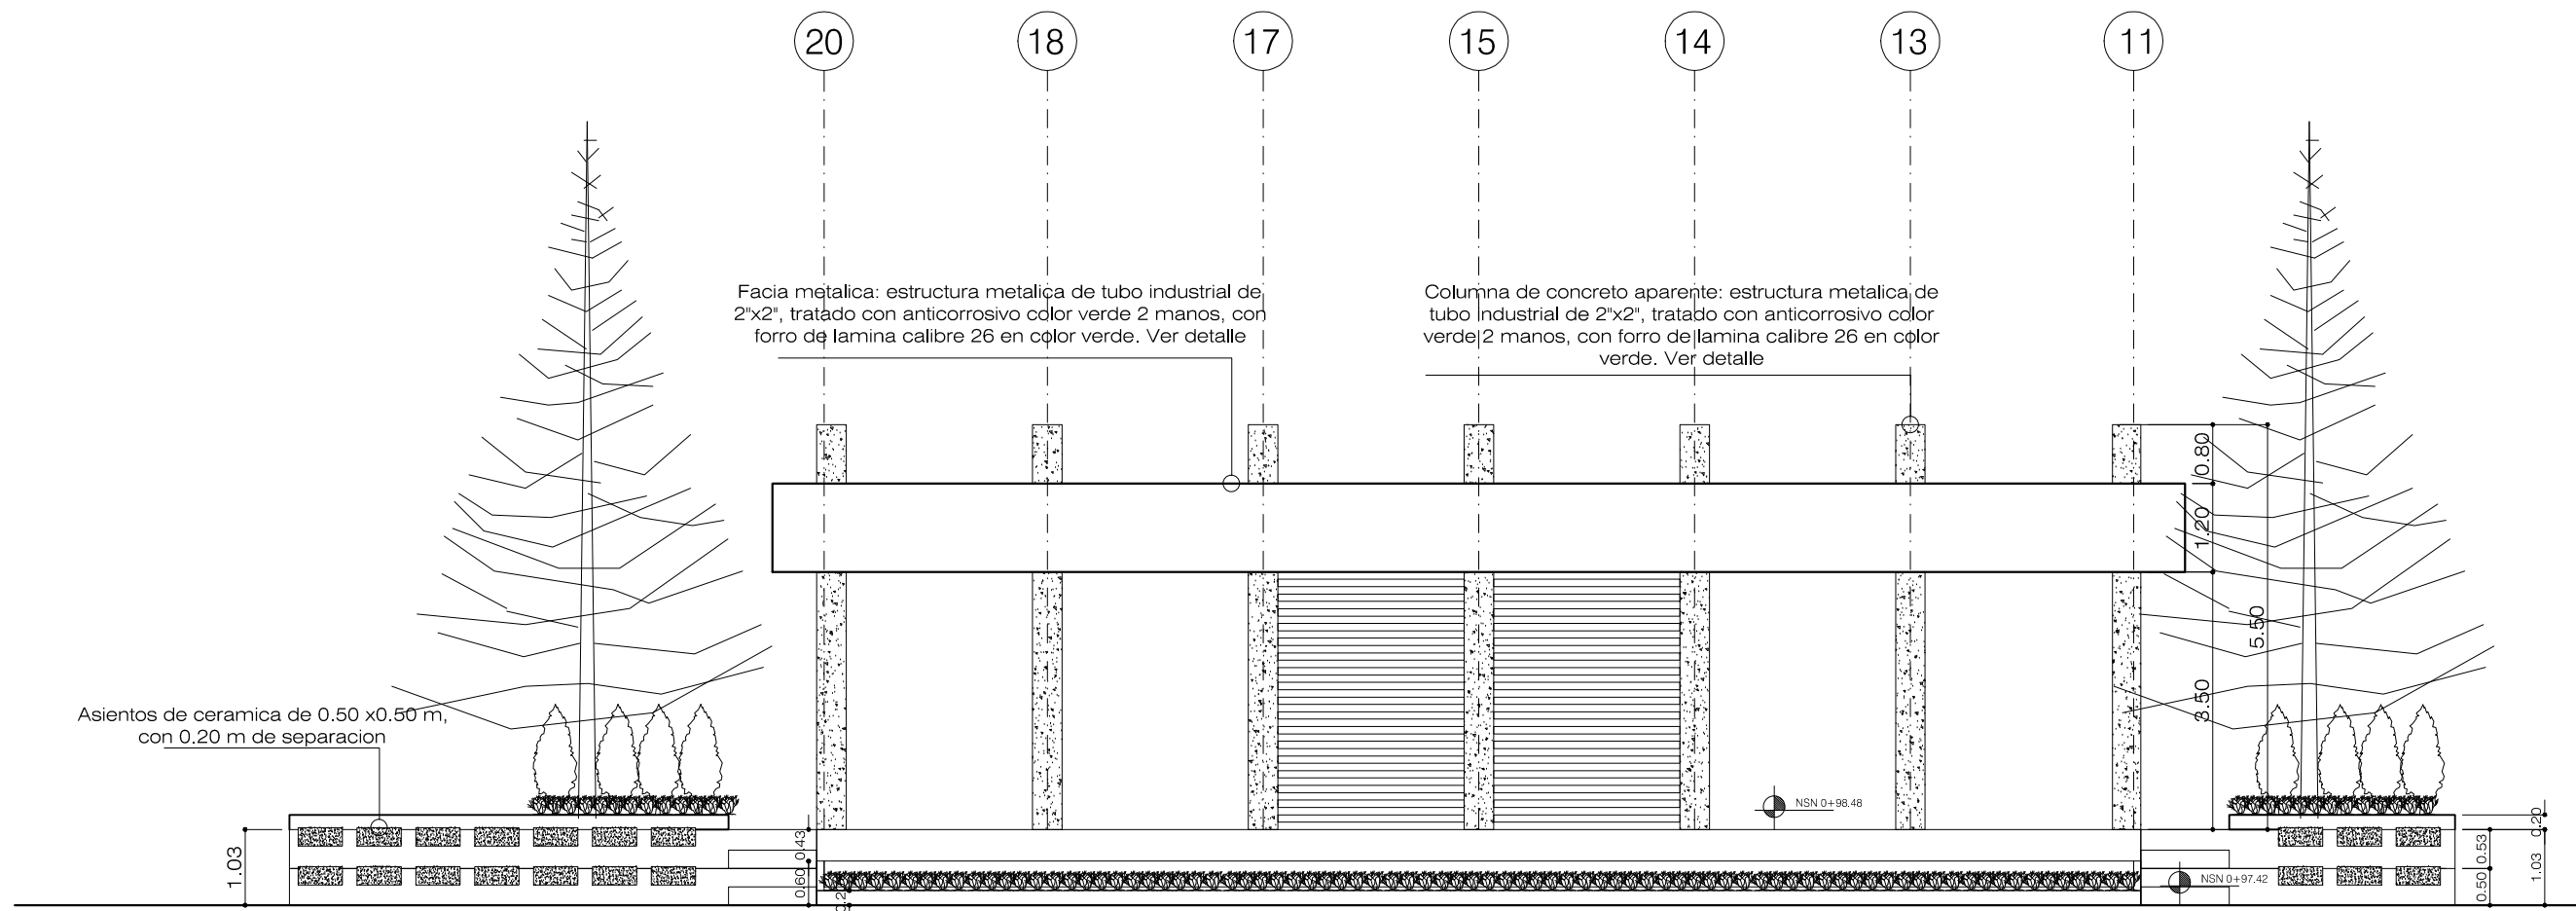 20
18
17
15
14
13
11
Facia metalica: estructura metalica de tubo industrial de
2"x2", tratado con anticorrosivo color verde 2 manos, con
forro de lamina calibre 26 en color verde. Ver detalle
Columna de concreto aparente: estructura metalica de
tubo industrial de 2"x2", tratado con anticorrosivo color
verde 2 manos, con forro de lamina calibre 26 en color
verde. Ver detalle
0.80
1.20
5.50
3.50
Asientos de ceramica de 0.50 x0.50 m,
con 0.20 m de separacion
NSN 0+98.48
0.20
1.03
0.43
0.60
0.53
1.03
0.50
NSN 0+97.42